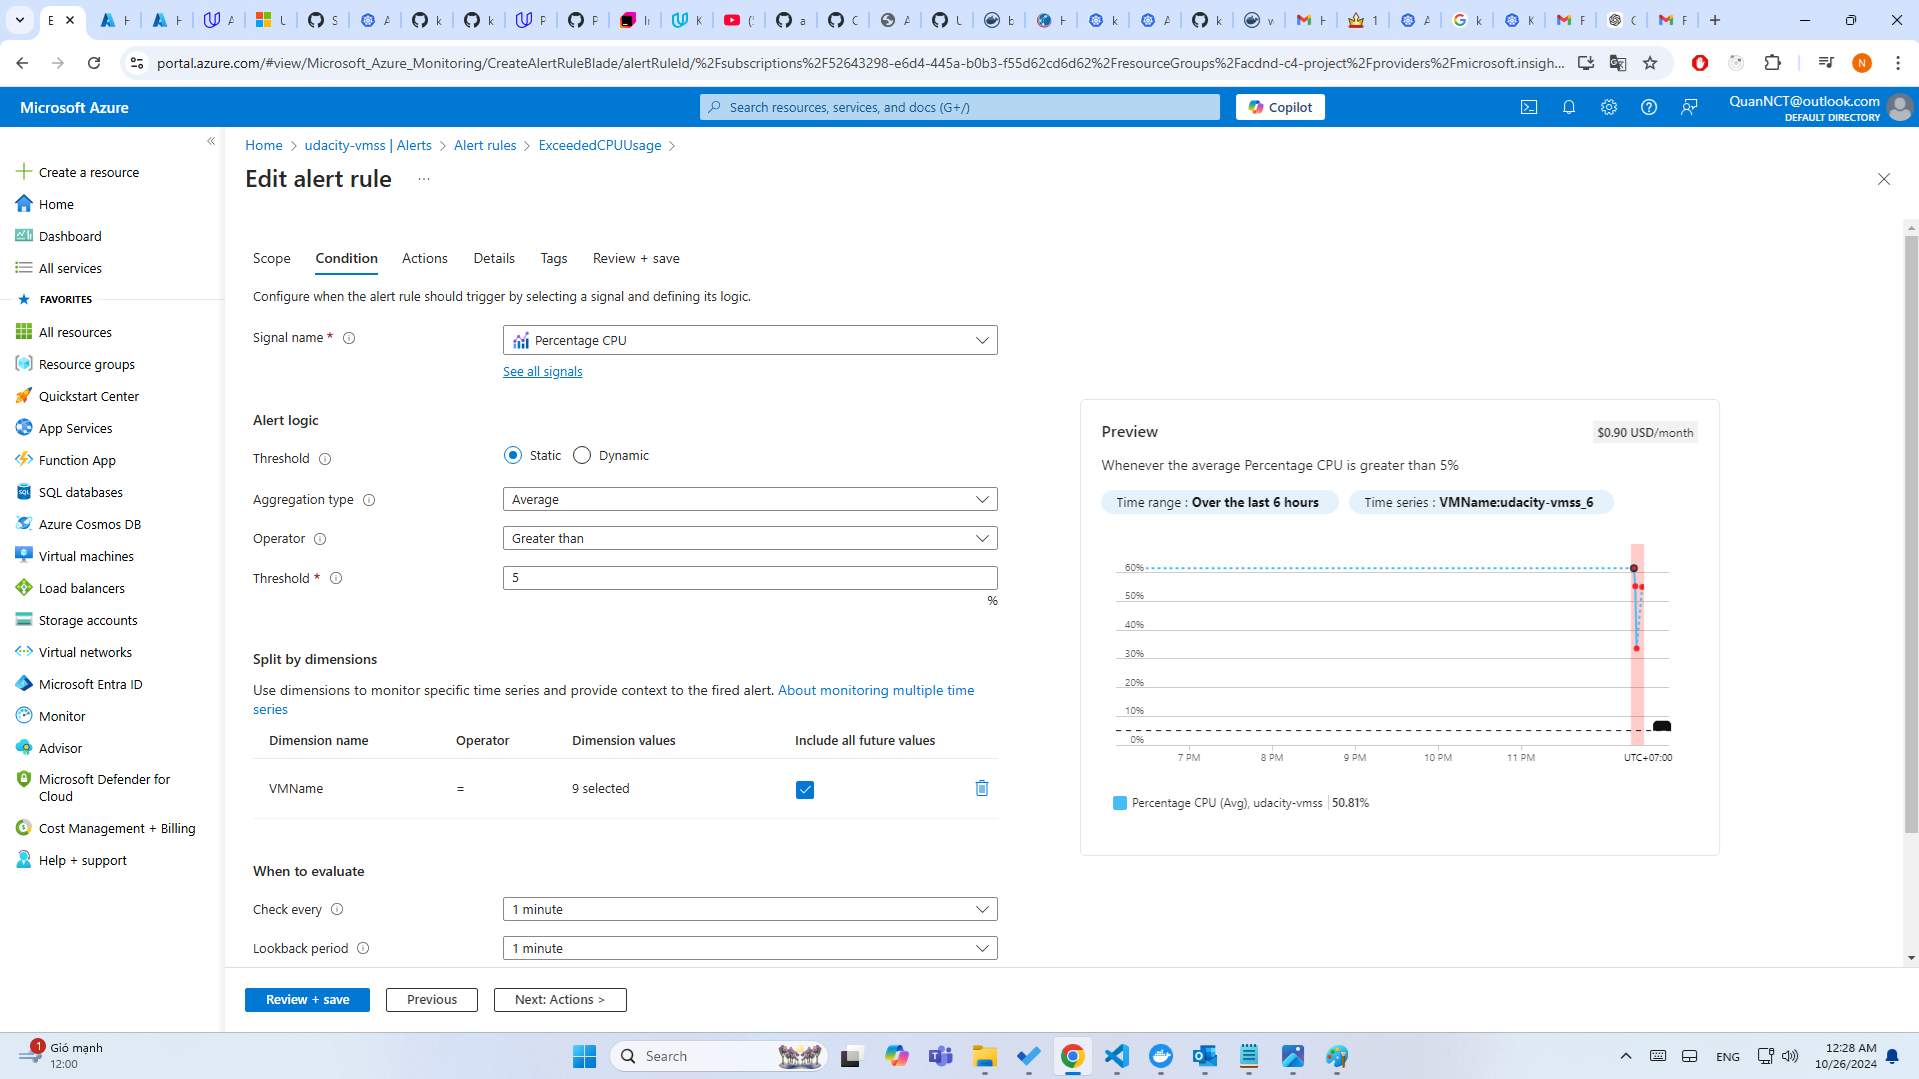 portal.azure.com/#view/Microsoft_Azure_Monitoring/CreateAlertRuleBlade/alertRuleId/%2Fsubscriptions%2F52643298-e6d4-445a-b0b3-f55d62cd6d62%2FresourceGroups%2Facdnd-c4-project%2Fproviders%2Fmicrosoft.insigh...
Microsoft Azure
Search resources, services, and docs (G+/)
Copilot
QuanNCT@outlook.com
DEFAULT DIRECTORY
Home > udacity-vmss | Alerts > Alert rules > ExceededCPUUsage >
Edit alert rule
...
Create a resource
Home
Dashboard
All services
FAVORITES
All resources
Resource groups
Quickstart Center
App Services
Function App
SQL databases
Azure Cosmos DB
Virtual machines
Load balancers
Storage accounts
Virtual networks
Microsoft Entra ID
Monitor
Advisor
Microsoft Defender for
Cloud
Cost Management + Billing
Help + support
Scope Condition Actions Details Tags Review + save
Configure when the alert rule should trigger by selecting a signal and defining its logic.
Signal name *
Percentage CPU
See all signals
Alert logic
Threshold
Static Dynamic
Aggregation type
Average
Operator
Greater than
Threshold *
5
%
Split by dimensions
Use dimensions to monitor specific time series and provide context to the fired alert. About monitoring multiple time
series
Dimension name Operator Dimension values Include all future values
VMName = 9 selected
When to evaluate
Check every
1 minute
Lookback period
1 minute
Preview
$0.90 USD/month
Whenever the average Percentage CPU is greater than 5%
Time range : Over the last 6 hours
Time series : VMName:udacity-vmss_6
60%
50%
40%
30%
20%
10%
0%
7 PM 8 PM 9 PM 10 PM 11 PM UTC+07:00
Percentage CPU (Avg), udacity-vmss | 50.81%
Review + save
Previous
Next: Actions >
1
Gió mạnh
12:00
Search
ENG
12:28 AM
10/26/2024